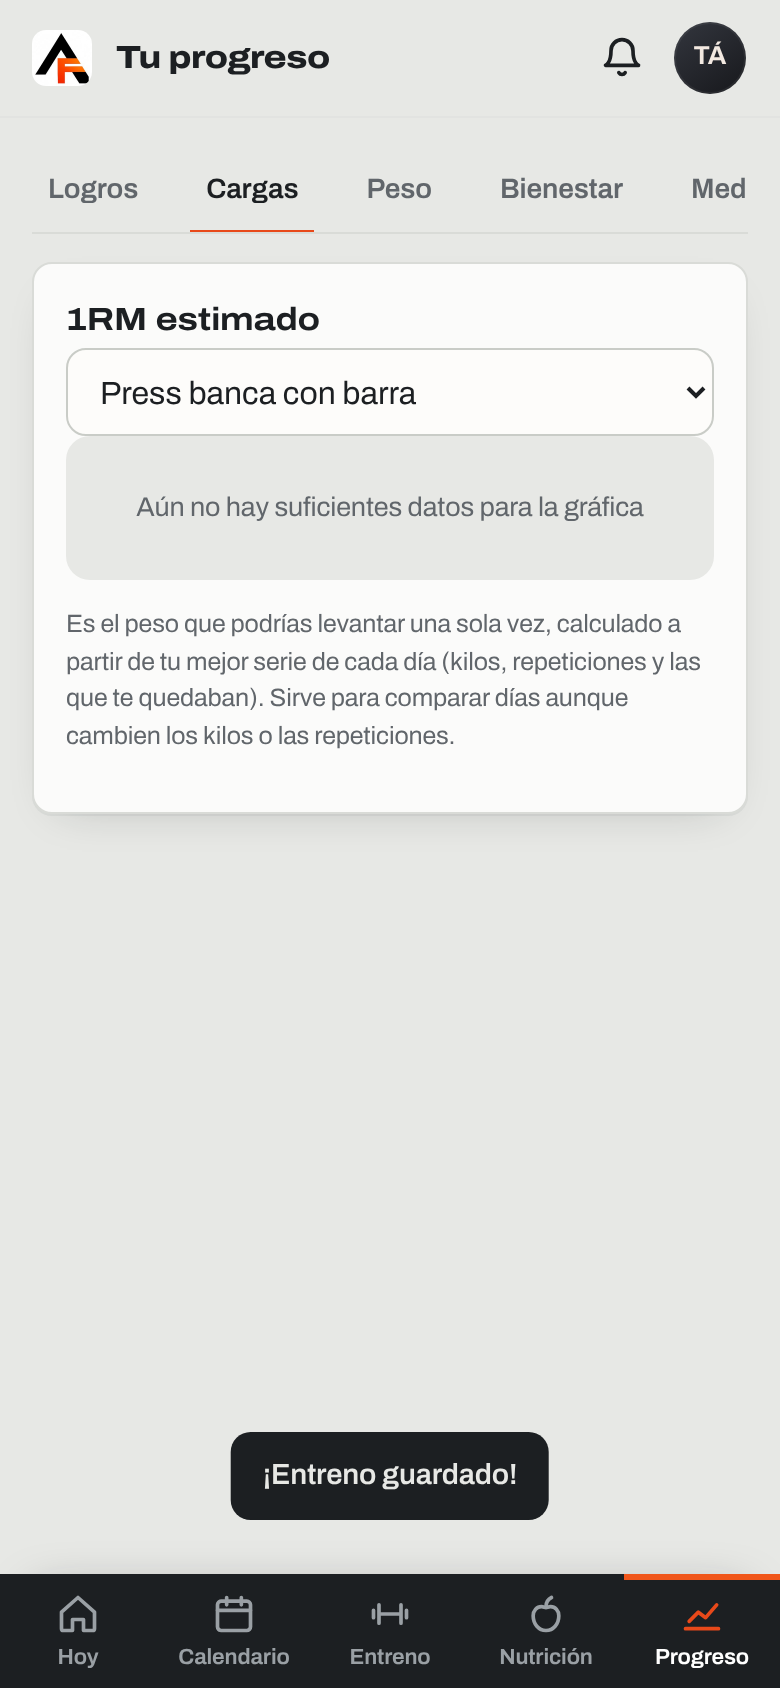 AF
Tu progreso
TÁ
Logros
Cargas
Peso
Bienestar
Med
1RM estimado
Press banca con barra
Aún no hay suficientes datos para la gráfica
Es el peso que podrías levantar una sola vez, calculado a
partir de tu mejor serie de cada día (kilos, repeticiones y las
que te quedaban). Sirve para comparar días aunque
cambien los kilos o las repeticiones.
¡Entreno guardado!
Hoy
Calendario
Entreno
Nutrición
Progreso